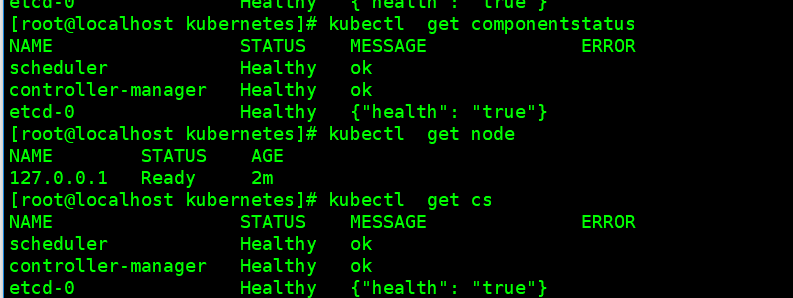 etcd-0                     Healthy   {"health": "true"}
[root@localhost kubernetes]# kubectl  get componentstatus
NAME                  STATUS    MESSAGE              ERROR
scheduler             Healthy   ok
controller-manager   Healthy   ok
etcd-0                Healthy   {"health": "true"}
[root@localhost kubernetes]# kubectl  get node
NAME        STATUS    AGE
127.0.0.1   Ready     2m
[root@localhost kubernetes]# kubectl  get cs
NAME                  STATUS    MESSAGE              ERROR
scheduler             Healthy   ok
controller-manager   Healthy   ok
etcd-0                Healthy   {"health": "true"}